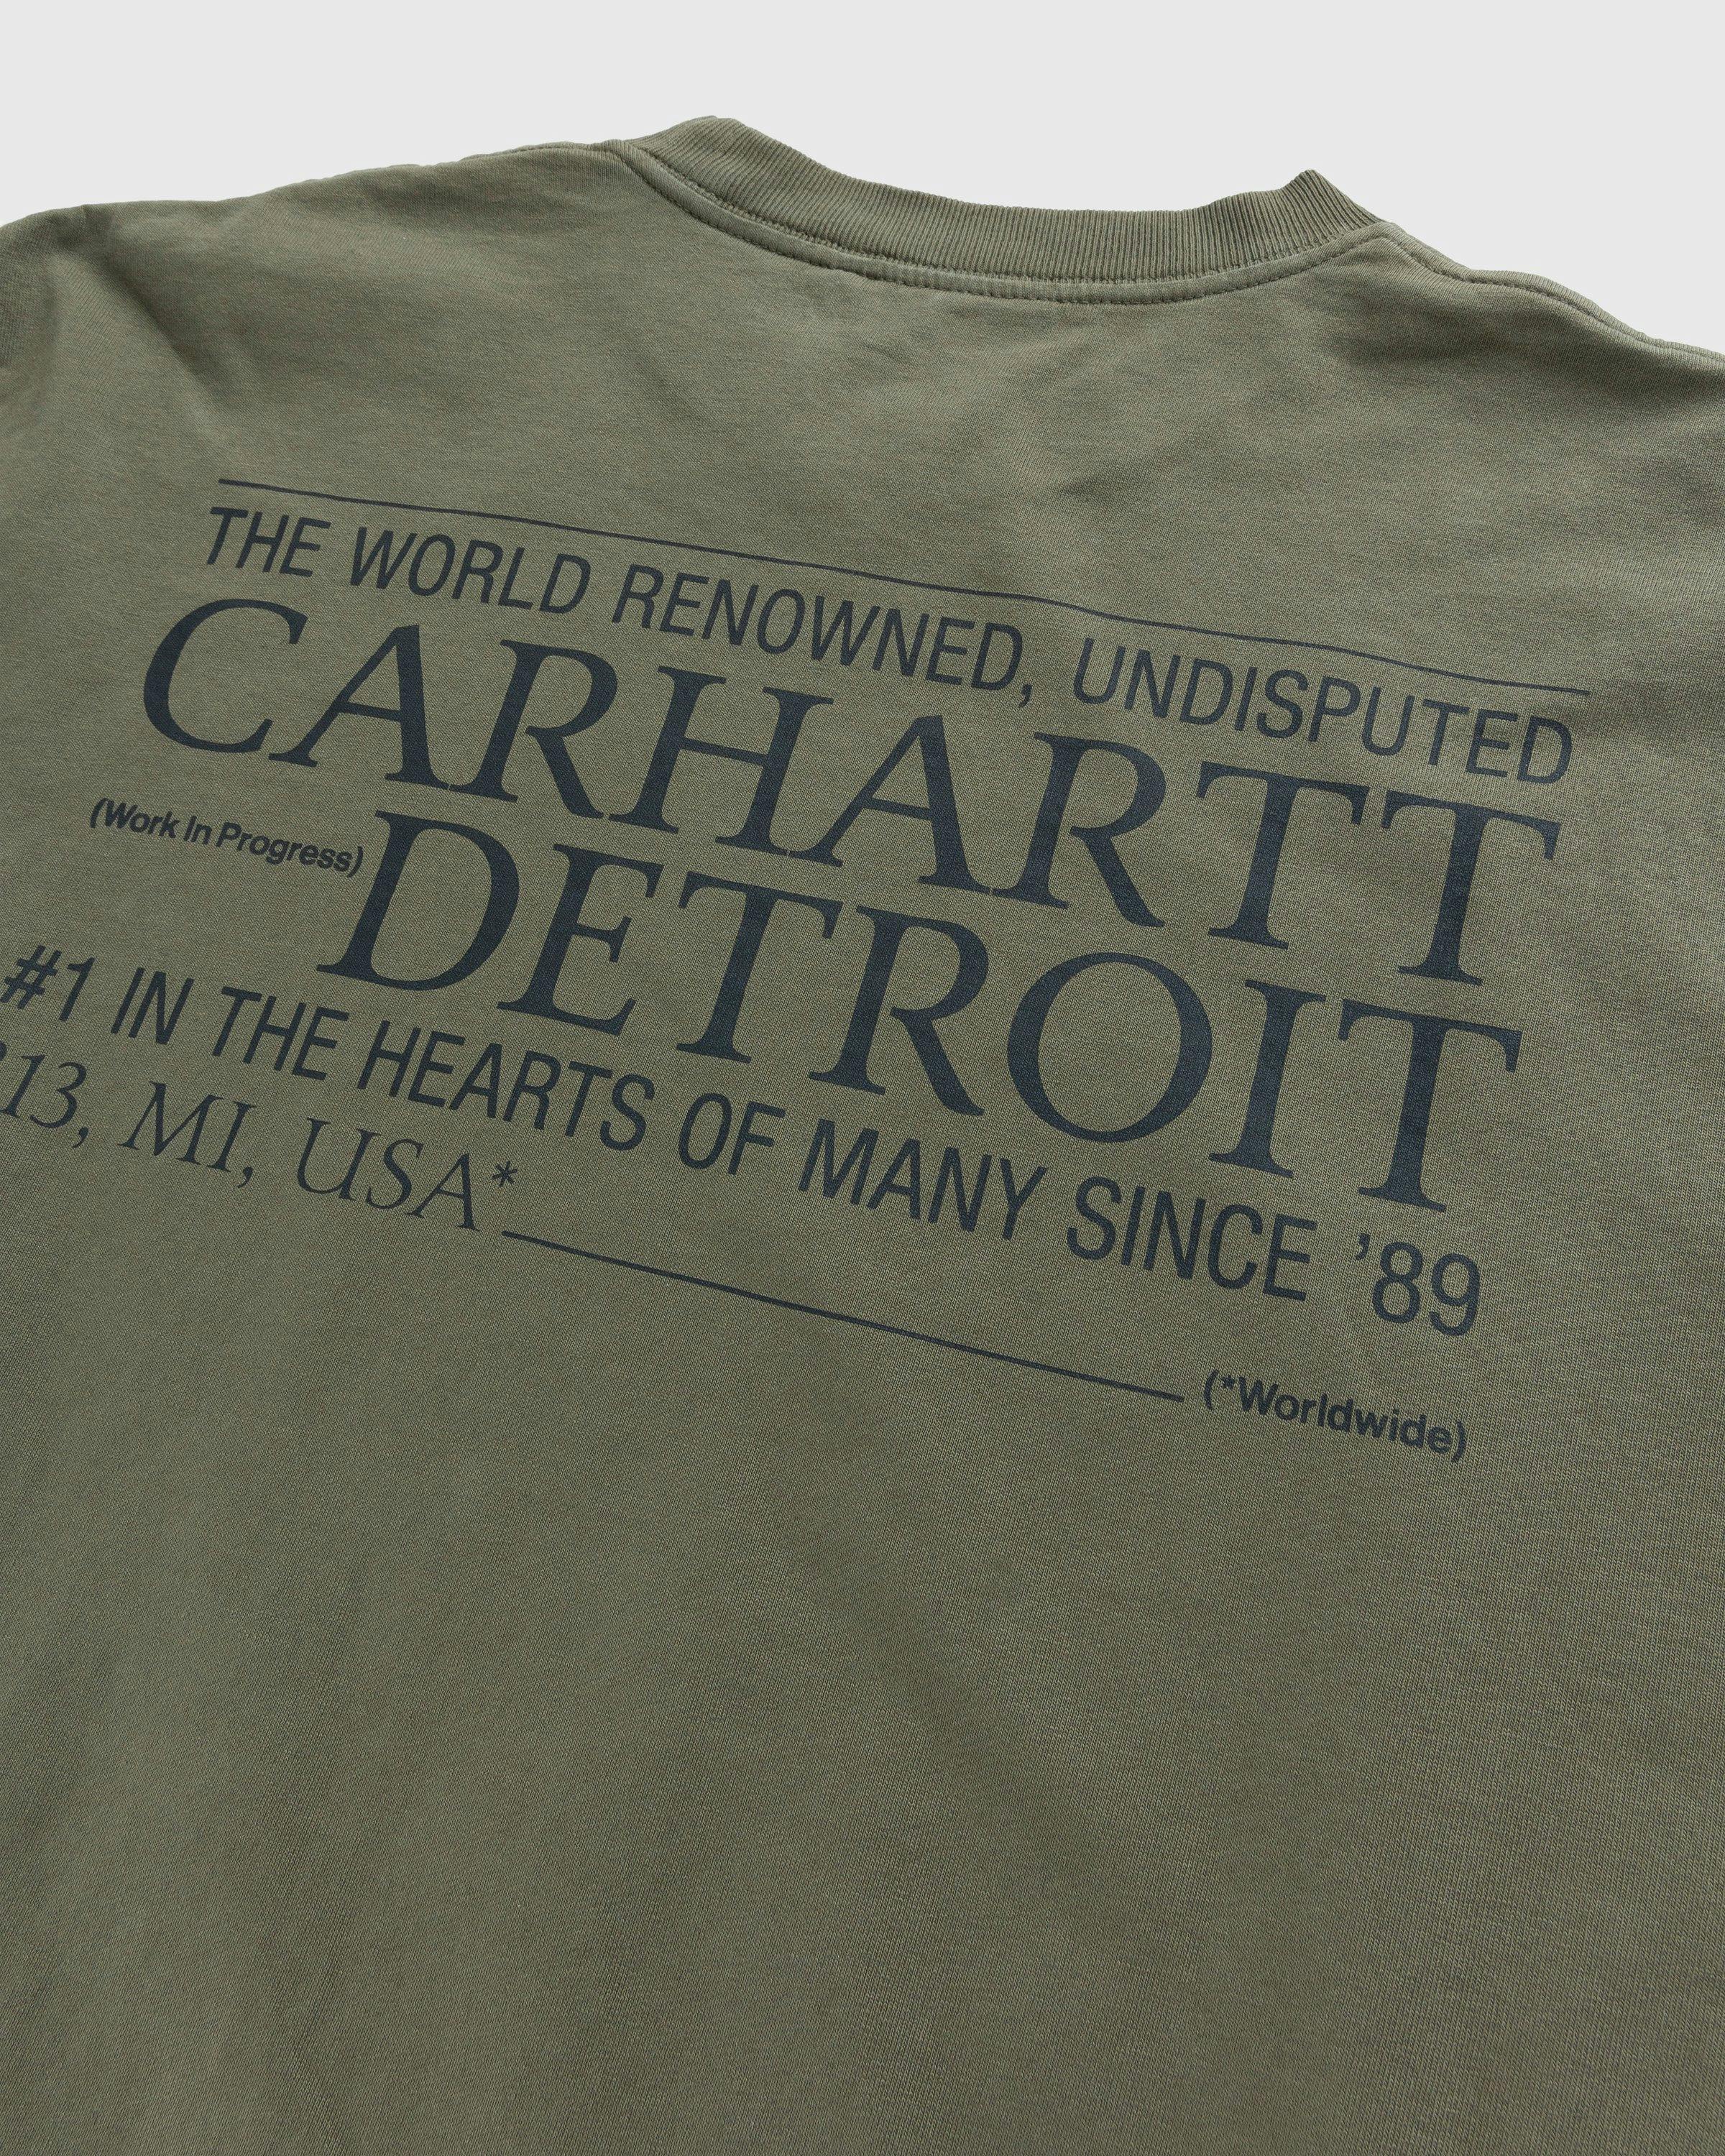 THE WORLD RENOWNED, UNDISPUTED
CARHARTT
(Work In Progress) DETROIT
#1 IN THE HEARTS OF MANY SINCE ’89
MI, USA*
(*Worldwide)